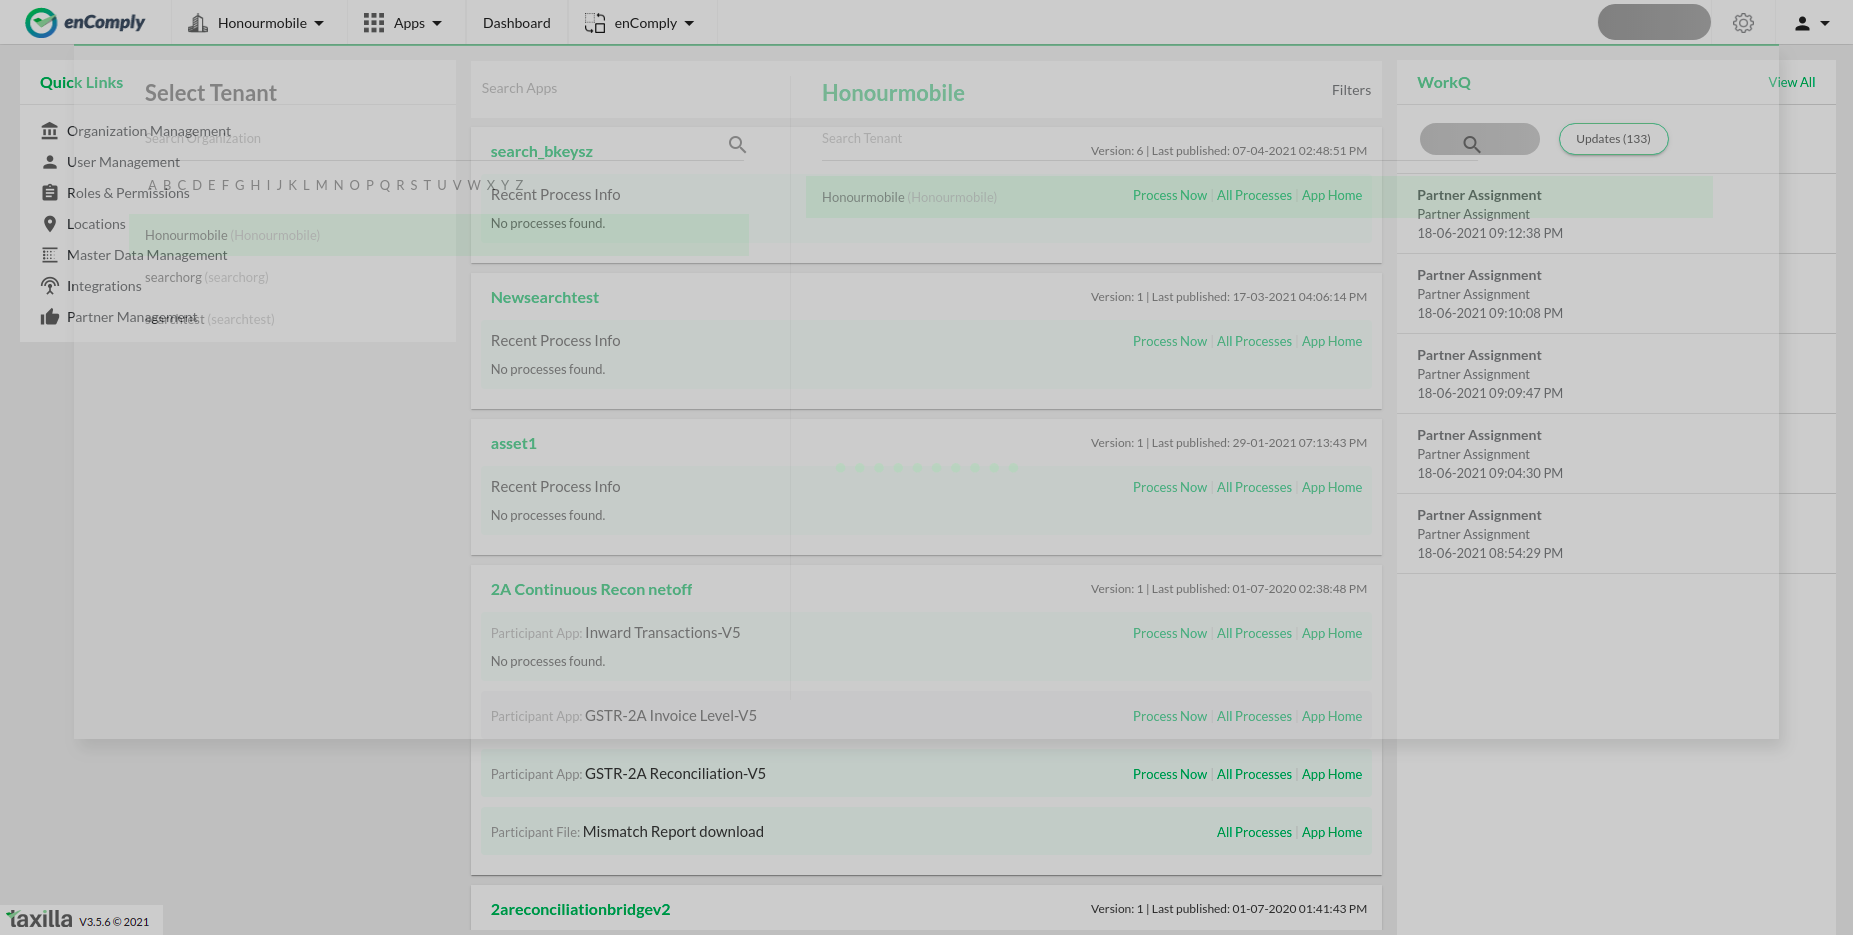 enComply
Honourmobile
Apps
Dashboard
enComply
Quick Links
Organization Management
User Management
Roles & Permissions
Locations
Master Data Management
Integrations
Partner Management
Select Tenant
Search Organization
A B C D E F G H I J K L M N O P Q R S T U V W X Y Z
Honourmobile (Honourmobile)
searchorg (searchorg)
searchtest (searchtest)
Honourmobile
Search Tenant
Honourmobile (Honourmobile)
Search Apps
Filters
search_bkeysz
Version: 6 | Last published: 07-04-2021 02:48:51 PM
Recent Process Info
Process Now | All Processes | App Home
No processes found.
Newsearchtest
Version: 1 | Last published: 17-03-2021 04:06:14 PM
Recent Process Info
Process Now | All Processes | App Home
No processes found.
asset1
Version: 1 | Last published: 29-01-2021 07:13:43 PM
Recent Process Info
Process Now | All Processes | App Home
No processes found.
2A Continuous Recon netoff
Version: 1 | Last published: 01-07-2020 02:38:48 PM
Participant App: Inward Transactions-V5
Process Now | All Processes | App Home
No processes found.
Participant App: GSTR-2A Invoice Level-V5
Process Now | All Processes | App Home
Participant App: GSTR-2A Reconciliation-V5
Process Now | All Processes | App Home
Participant File: Mismatch Report download
All Processes | App Home
2areconciliationbridgev2
Version: 1 | Last published: 01-07-2020 01:41:43 PM
WorkQ
View All
Updates (133)
Partner Assignment
Partner Assignment
18-06-2021 09:12:38 PM
Partner Assignment
Partner Assignment
18-06-2021 09:10:08 PM
Partner Assignment
Partner Assignment
18-06-2021 09:09:47 PM
Partner Assignment
Partner Assignment
18-06-2021 09:04:30 PM
Partner Assignment
Partner Assignment
18-06-2021 08:54:29 PM
taxilla V3.5.6 © 2021